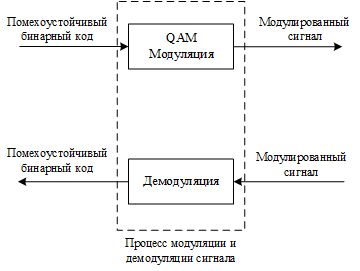 Помехоустойчивый
бинарный код
QAM
Модуляция
Модулированный
сигнал
Помехоустойчивый
бинарный код
Демодуляция
Модулированный
сигнал
Процесс модуляции и
демодуляции сигнала